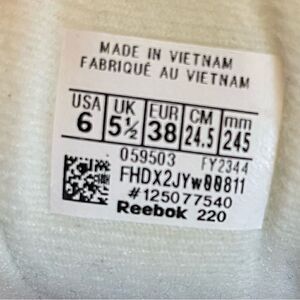 MADE IN VIETNAM
FABRIQUÉ AU VIETNAM
USA UK EUR CM mm
6 5½ 38 24.5 245
059503 FY2344
FHDX2JYw00811
#125077540
Reebok 220